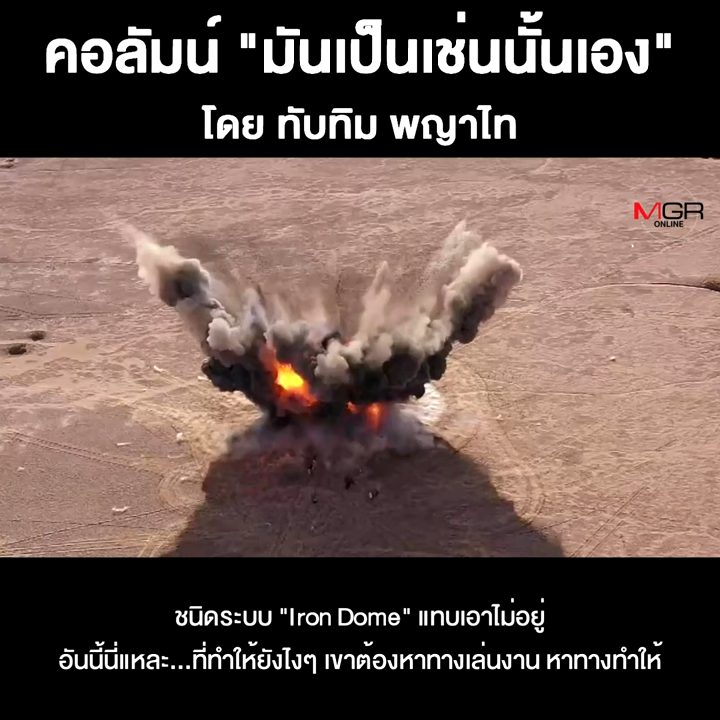 คอลัมน์ "มันเป็นเช่นนั้นเอง"
โดย ทับทิม พญาไท
MGR
ONLINE
ชนิดระบบ "Iron Dome" แทบเอาไม่อยู่
อันนี้นี่แหละ...ที่ทำให้ยังไงๆ เขาต้องหาทางเล่นงาน หาทางทำให้